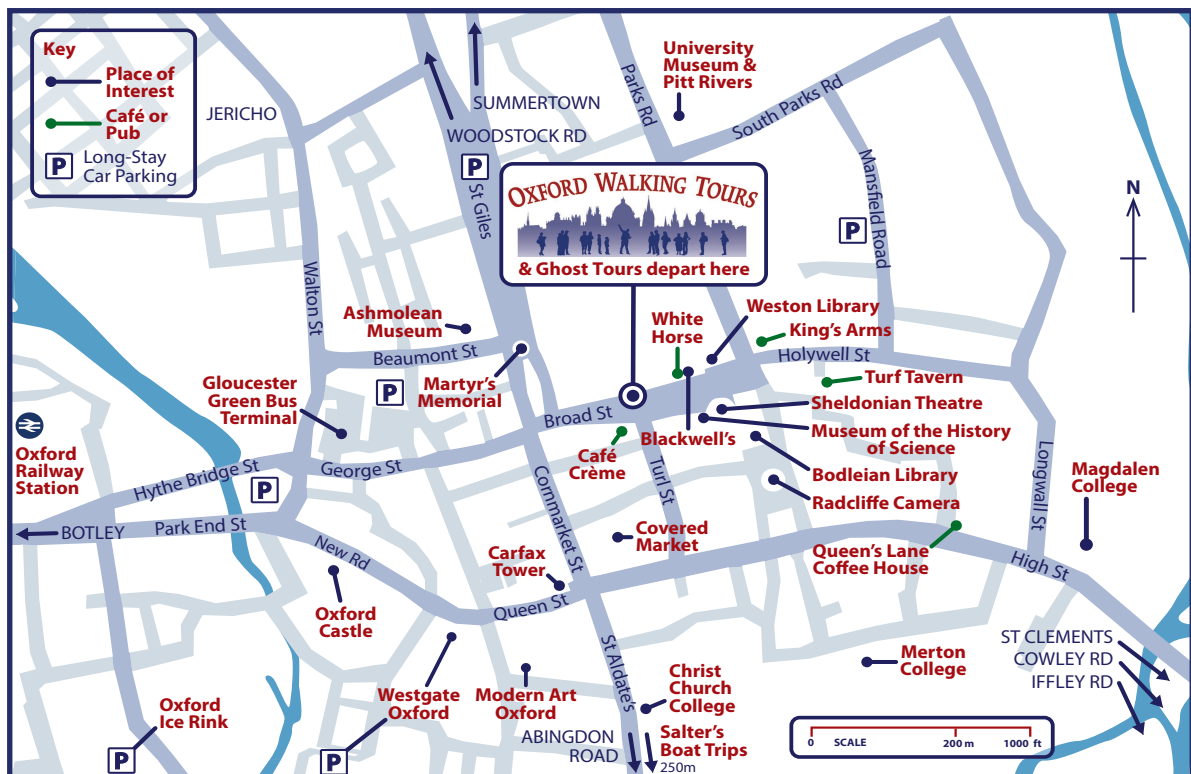 Key
Place of
Interest
Café or
Pub
P
Long-Stay
Car Parking
JERICHO
SUMMERTOWN
WOODSTOCK RD
P
St Giles
Parks Rd
University
Museum &
Pitt Rivers
South Parks Rd
Mansfield Road
P
N
OXFORD WALKING TOURS
& Ghost Tours depart here
Walton St
Ashmolean
Museum
Beaumont St
Martyr's
Memorial
P
Gloucester
Green Bus
Terminal
White
Horse
Weston Library
King's Arms
Holywell St
Turf Tavern
Sheldonian Theatre
Museum of the History
of Science
Bodleian Library
Radcliffe Camera
Broad St
Blackwell's
Café
Crème
Turl St
George St
Hythe Bridge St
P
Oxford
Railway
Station
BOTLEY
Park End St
New Rd
Cornmarket St
Covered
Market
Carfax
Tower
Queen St
Oxford
Castle
Queen's Lane
Coffee House
High St
Longwall St
Magdalen
College
St Aldate's
Merton
College
ST CLEMENTS
COWLEY RD
IFFLEY RD
Christ
Church
College
Modern Art
Oxford
Westgate
Oxford
P
Oxford
Ice Rink
P
ABINGDON
ROAD
Salter's
Boat Trips
250m
0 SCALE 200 m 1000 ft